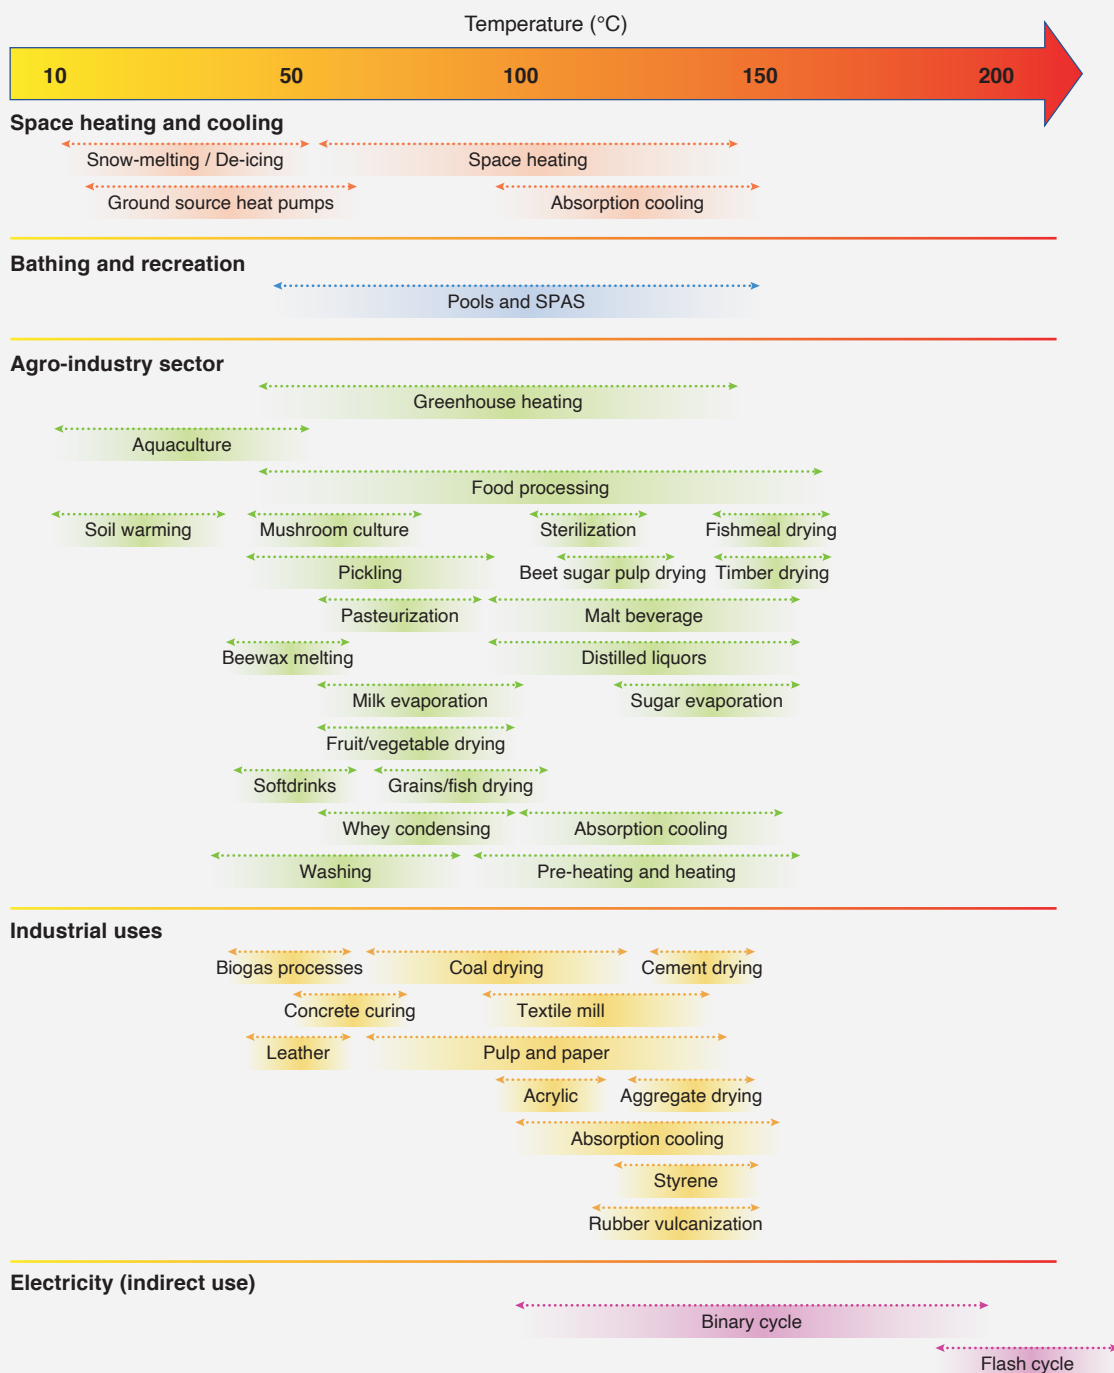 Temperature (°C)
10 50 100 150 200
Space heating and cooling
Snow-melting / De-icing Space heating
Ground source heat pumps Absorption cooling
Bathing and recreation
Pools and SPAS
Agro-industry sector
Greenhouse heating
Aquaculture
Food processing
Soil warming Mushroom culture Sterilization Fishmeal drying
Pickling Beet sugar pulp drying Timber drying
Pasteurization Malt beverage
Beewax melting Distilled liquors
Milk evaporation Sugar evaporation
Fruit/vegetable drying
Softdrinks Grains/fish drying
Whey condensing Absorption cooling
Washing Pre-heating and heating
Industrial uses
Biogas processes Coal drying Cement drying
Concrete curing Textile mill
Leather Pulp and paper
Acrylic Aggregate drying
Absorption cooling
Styrene
Rubber vulcanization
Electricity (indirect use)
Binary cycle
Flash cycle